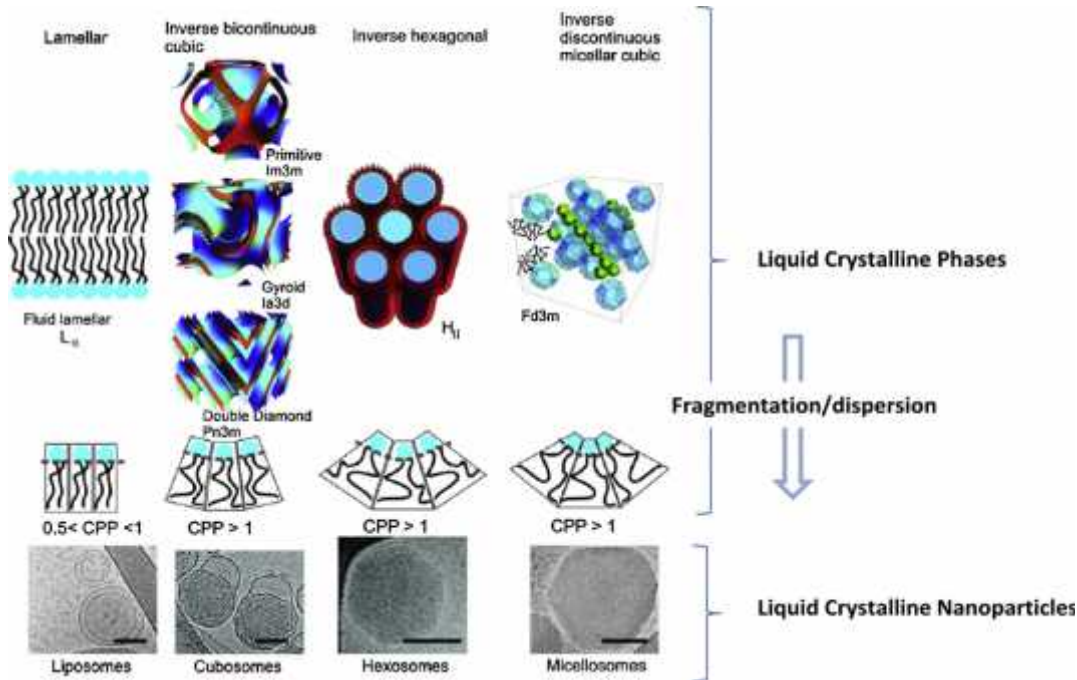 Lamellar
Inverse bicontinuous
cubic
Inverse hexagonal
Inverse
discontinuous
micellar cubic
Primitive
Im3m
Gyroid
Ia3d
Fluid lamellar
Lα
HII
Fd3m
Double Diamond
Pn3m
0.5< CPP <1
CPP > 1
CPP > 1
CPP > 1
Liposomes
Cubosomes
Hexosomes
Micellosomes
Liquid Crystalline Phases
Fragmentation/dispersion
Liquid Crystalline Nanoparticles